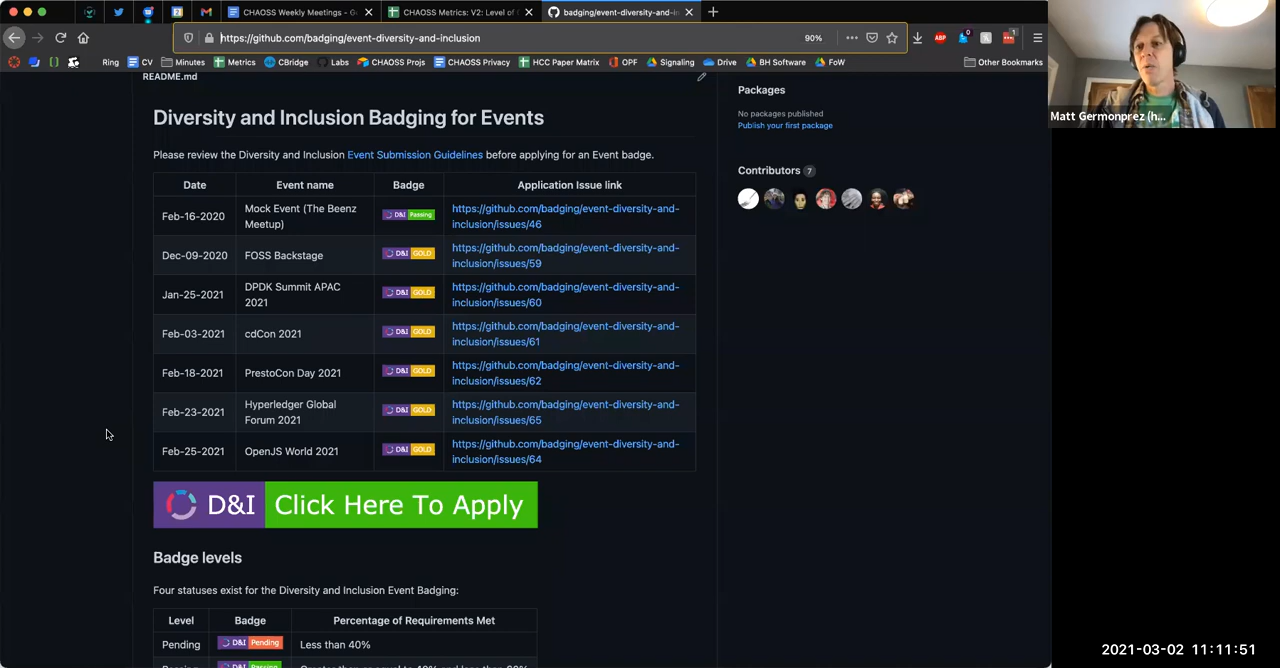 CHAOSS Weekly Meetings - G
CHAOSS Metrics: V2: Level of
badging/event-diversity-and-in
https://github.com/badging/event-diversity-and-inclusion
90%
ABP
0
1
Ring
CV
Minutes
Metrics
CBridge
Labs
CHAOSS Projs
CHAOSS Privacy
HCC Paper Matrix
OPF
Signaling
Drive
BH Software
FoW
Other Bookmarks
Matt Germonprez (h...
README.md
Diversity and Inclusion Badging for Events
Please review the Diversity and Inclusion Event Submission Guidelines before applying for an Event badge.
Date Event name Badge Application Issue link
Feb-16-2020 Mock Event (The Beenz Meetup) D&I Passing https://github.com/badging/event-diversity-and-inclusion/issues/46
Dec-09-2020 FOSS Backstage D&I GOLD https://github.com/badging/event-diversity-and-inclusion/issues/59
Jan-25-2021 DPDK Summit APAC 2021 D&I GOLD https://github.com/badging/event-diversity-and-inclusion/issues/60
Feb-03-2021 cdCon 2021 D&I GOLD https://github.com/badging/event-diversity-and-inclusion/issues/61
Feb-18-2021 PrestoCon Day 2021 D&I GOLD https://github.com/badging/event-diversity-and-inclusion/issues/62
Feb-23-2021 Hyperledger Global Forum 2021 D&I GOLD https://github.com/badging/event-diversity-and-inclusion/issues/65
Feb-25-2021 OpenJS World 2021 D&I GOLD https://github.com/badging/event-diversity-and-inclusion/issues/64
D&I Click Here To Apply
Badge levels
Four statuses exist for the Diversity and Inclusion Event Badging:
Level Badge Percentage of Requirements Met
Pending D&I Pending Less than 40%
Packages
No packages published
Publish your first package
Contributors 7
2021-03-02 11:11:51